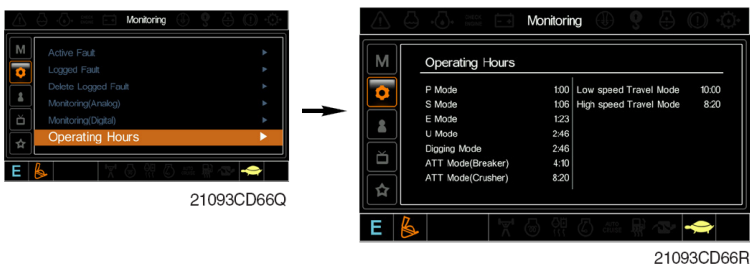 Monitoring
M
Active Fault
Logged Fault
Delete Logged Fault
Monitoring(Analog)
Monitoring(Digital)
Operating Hours
E
21093CD66Q
Monitoring
M
Operating Hours
P Mode 1:00 Low speed Travel Mode 10:00
S Mode 1:06 High speed Travel Mode 8:20
E Mode 1:23
U Mode 2:46
Digging Mode 2:46
ATT Mode(Breaker) 4:10
ATT Mode(Crusher) 8:20
E
21093CD66R